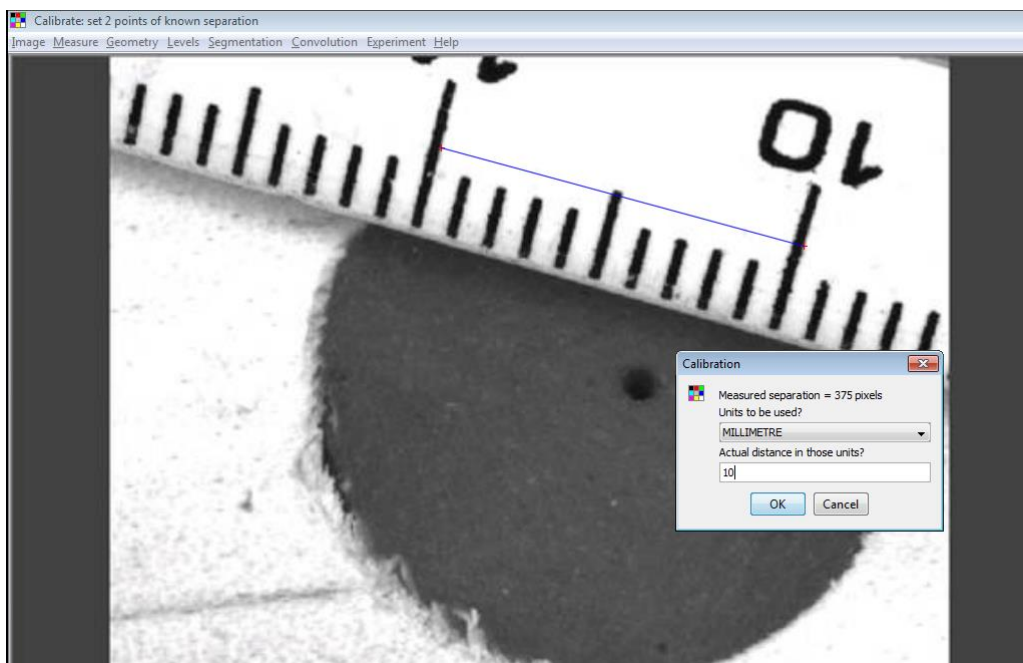 Calibrate: set 2 points of known separation
Image Measure Geometry Levels Segmentation Convolution Experiment Help
10
Calibration
Measured separation = 375 pixels
Units to be used?
MILLIMETRE
Actual distance in those units?
10
OK
Cancel